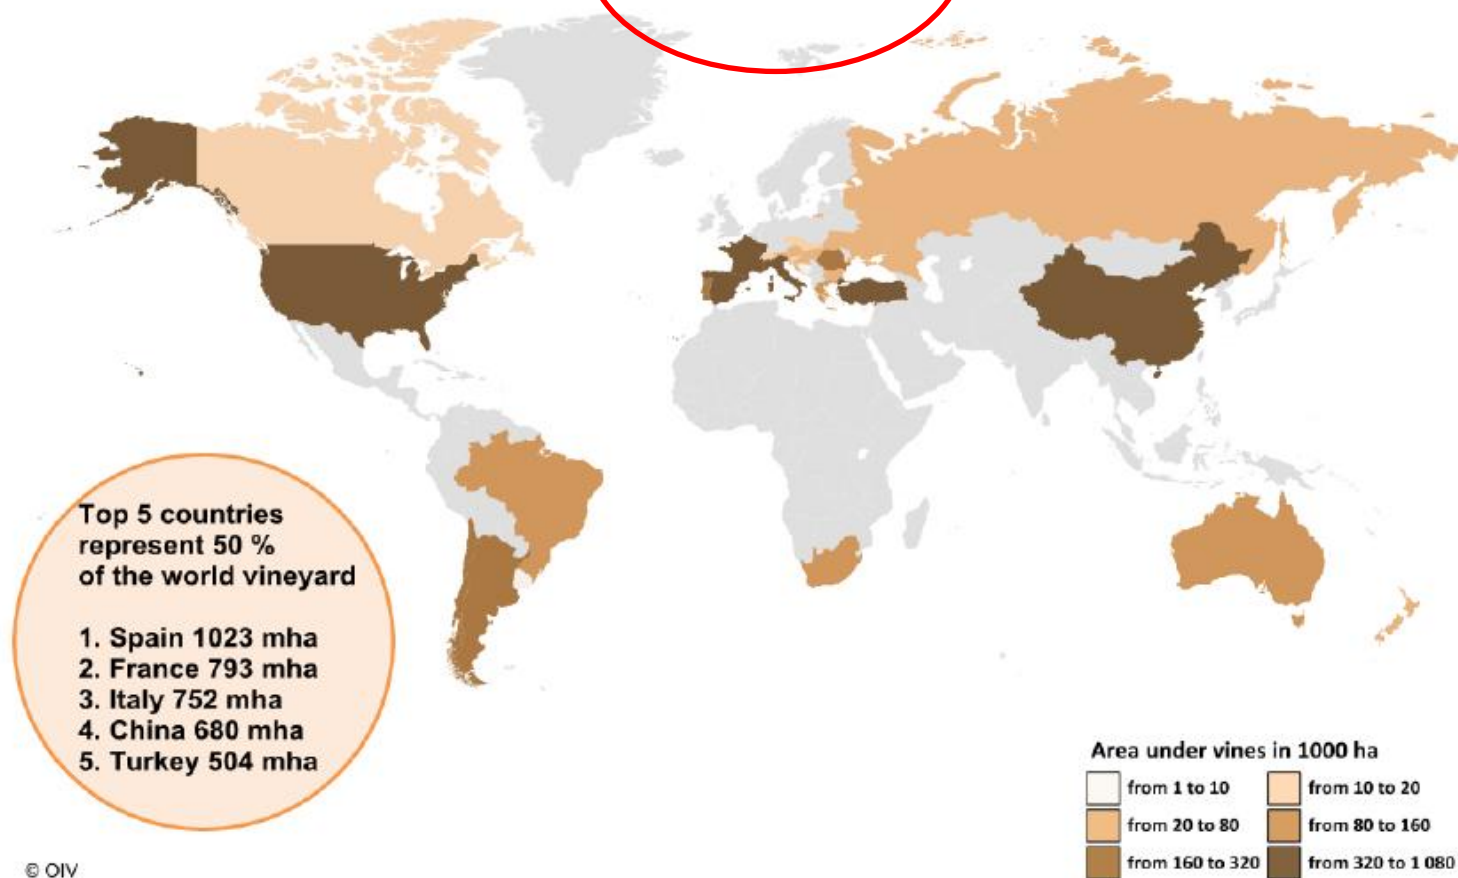 Top 5 countries
represent 50 %
of the world vineyard
1. Spain 1023 mha
2. France 793 mha
3. Italy 752 mha
4. China 680 mha
5. Turkey 504 mha
Area under vines in 1000 ha
from 1 to 10
from 10 to 20
from 20 to 80
from 80 to 160
from 160 to 320
from 320 to 1 080
© OIV